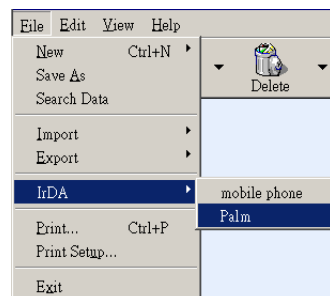 File Edit View Help
New Ctrl+N
Save As
Search Data
Delete
Import
Export
IrDA
mobile phone
Palm
Print... Ctrl+P
Print Setup...
Exit